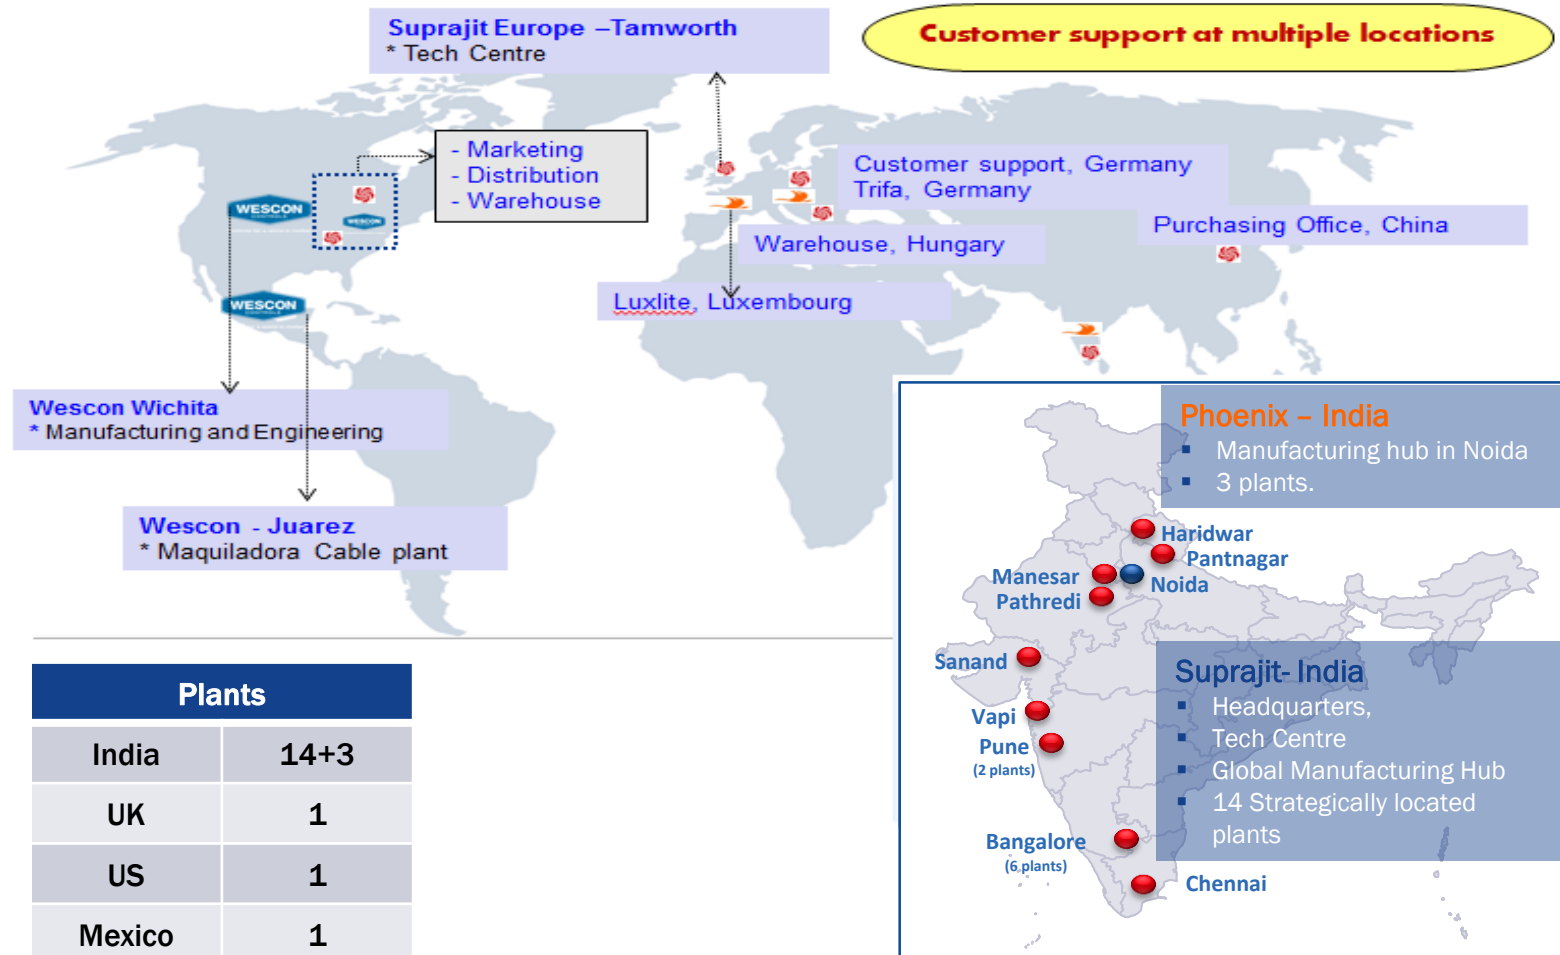 Suprajit Europe –Tamworth
* Tech Centre
Customer support at multiple locations
- Marketing
- Distribution
- Warehouse
Customer support, Germany
Trifa, Germany
Purchasing Office, China
Warehouse, Hungary
Luxlite, Luxembourg
WESCON
CONTROLS
WESCON
WESCON
Wescon Wichita
* Manufacturing and Engineering
Wescon - Juarez
* Maquiladora Cable plant
Phoenix – India
▪ Manufacturing hub in Noida
▪ 3 plants.
Haridwar
Pantnagar
Manesar
Noida
Pathredi
Sanand
Vapi
Pune
(2 plants)
Bangalore
(6 plants)
Chennai
Suprajit- India
▪ Headquarters,
▪ Tech Centre
▪ Global Manufacturing Hub
▪ 14 Strategically located
plants
Plants
India 14+3
UK 1
US 1
Mexico 1